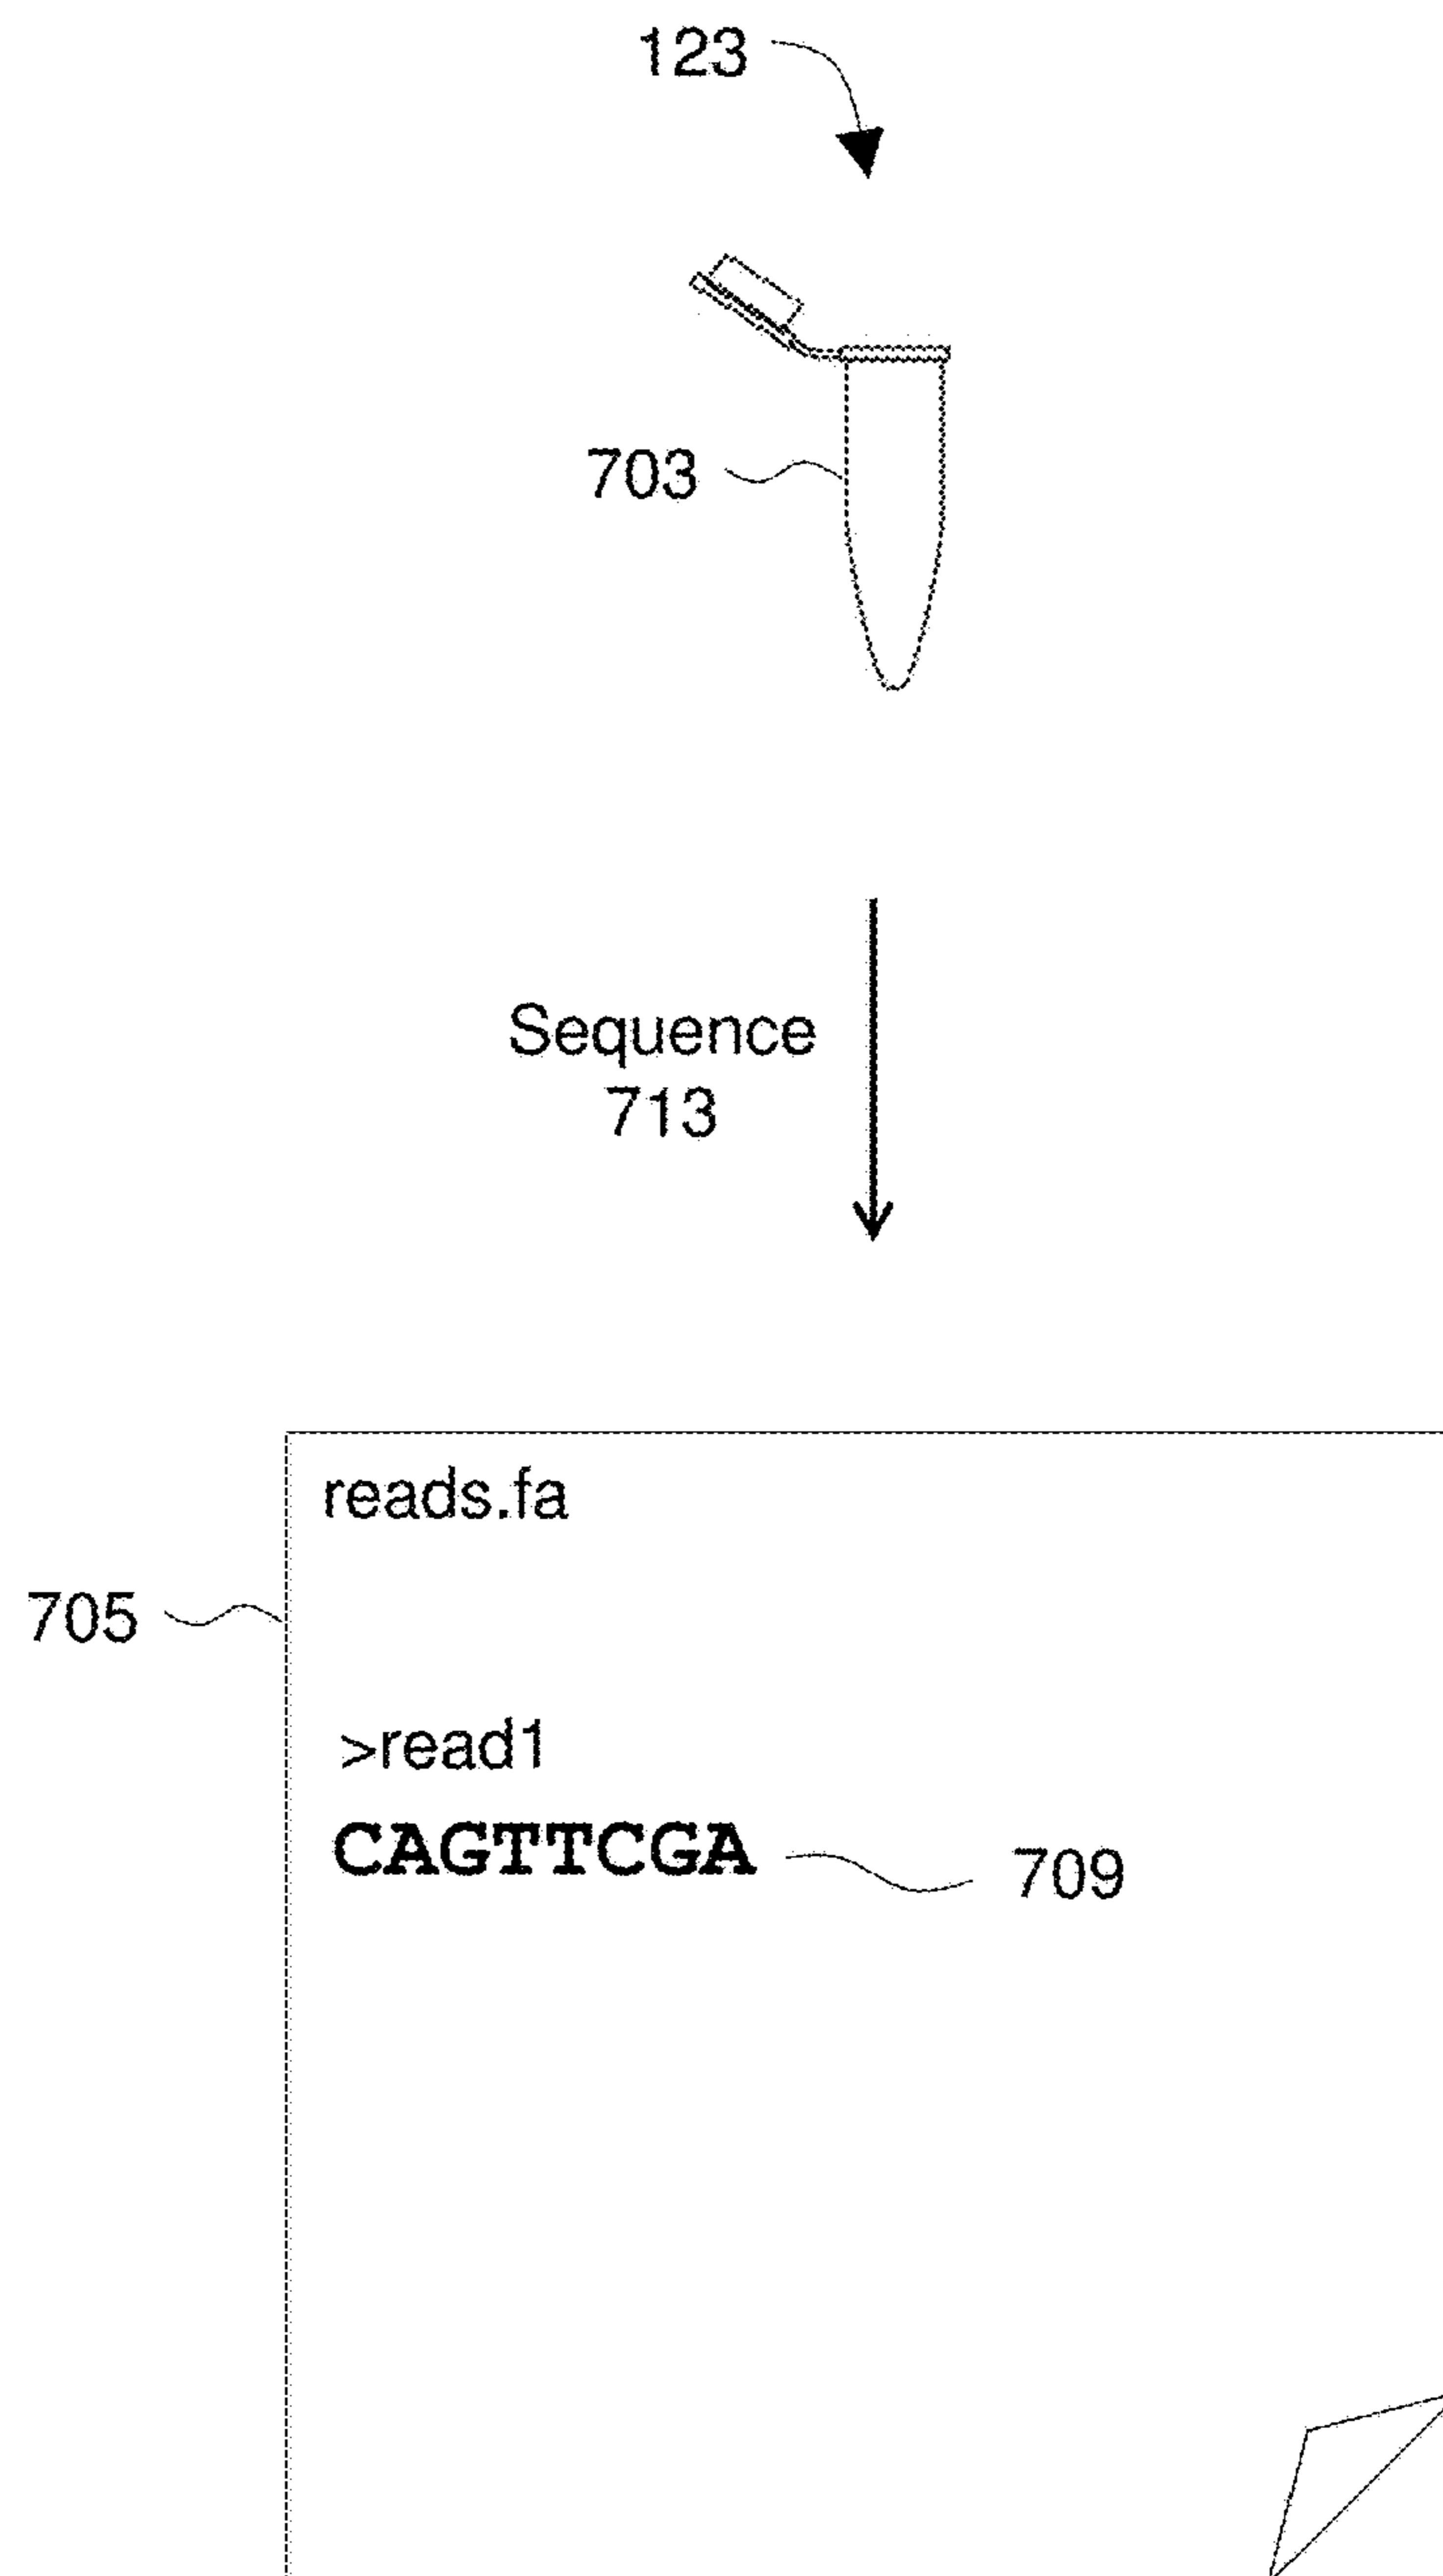 123
703
Sequence
713
reads.fa
705
>read1
CAGTTCGA
709